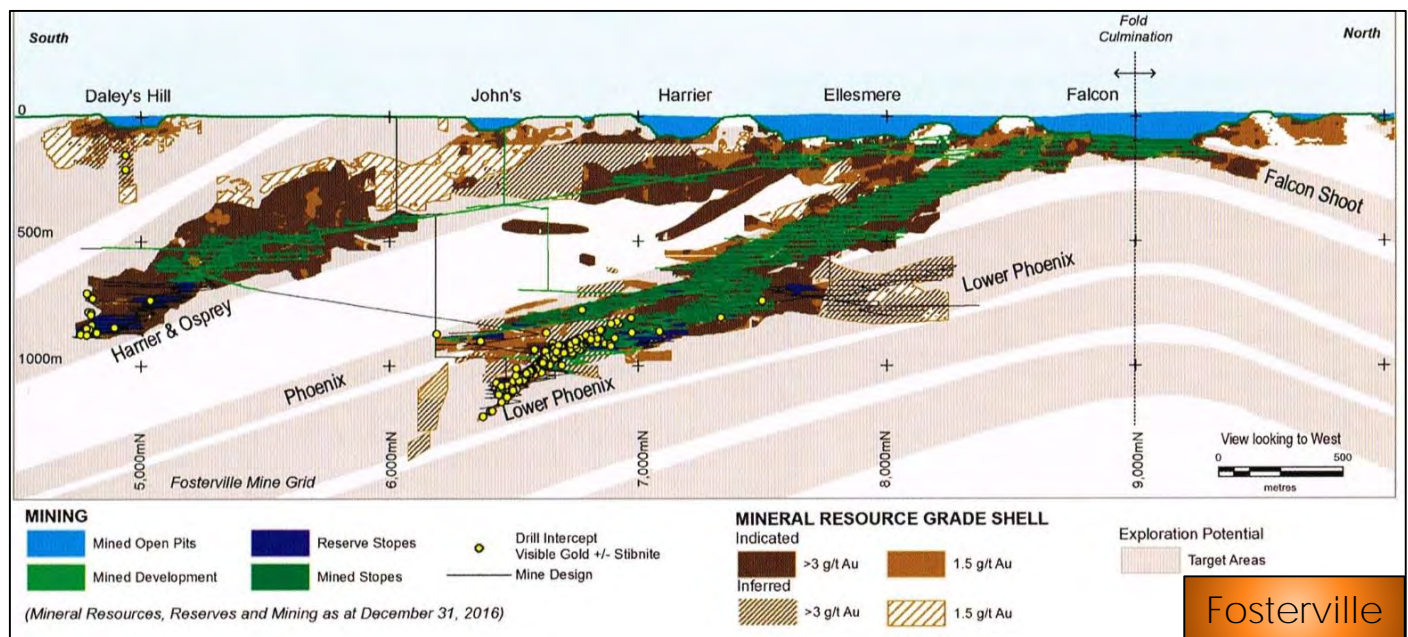 South
Fold
Culmination
North
Daley's Hill
John's
Harrier
Ellesmere
Falcon
0
500m
1000m
Falcon Shoot
Lower Phoenix
Harrier & Osprey
Phoenix
Lower Phoenix
5,000mN
6,000mN
7,000mN
8,000mN
9,000mN
Fosterville Mine Grid
View looking to West
0 500
metres
MINING
Mined Open Pits
Reserve Stopes
Drill Intercept
Visible Gold +/- Stibnite
Mined Development
Mined Stopes
Mine Design
(Mineral Resources, Reserves and Mining as at December 31, 2016)
MINERAL RESOURCE GRADE SHELL
Indicated
>3 g/t Au
1.5 g/t Au
Inferred
>3 g/t Au
1.5 g/t Au
Exploration Potential
Target Areas
Fosterville